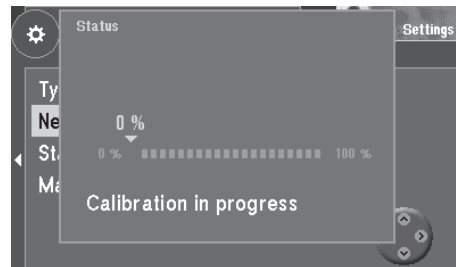 Status
Settings
Ty
Ne
0 %
St
0 % 100 %
Ma
Calibration in progress